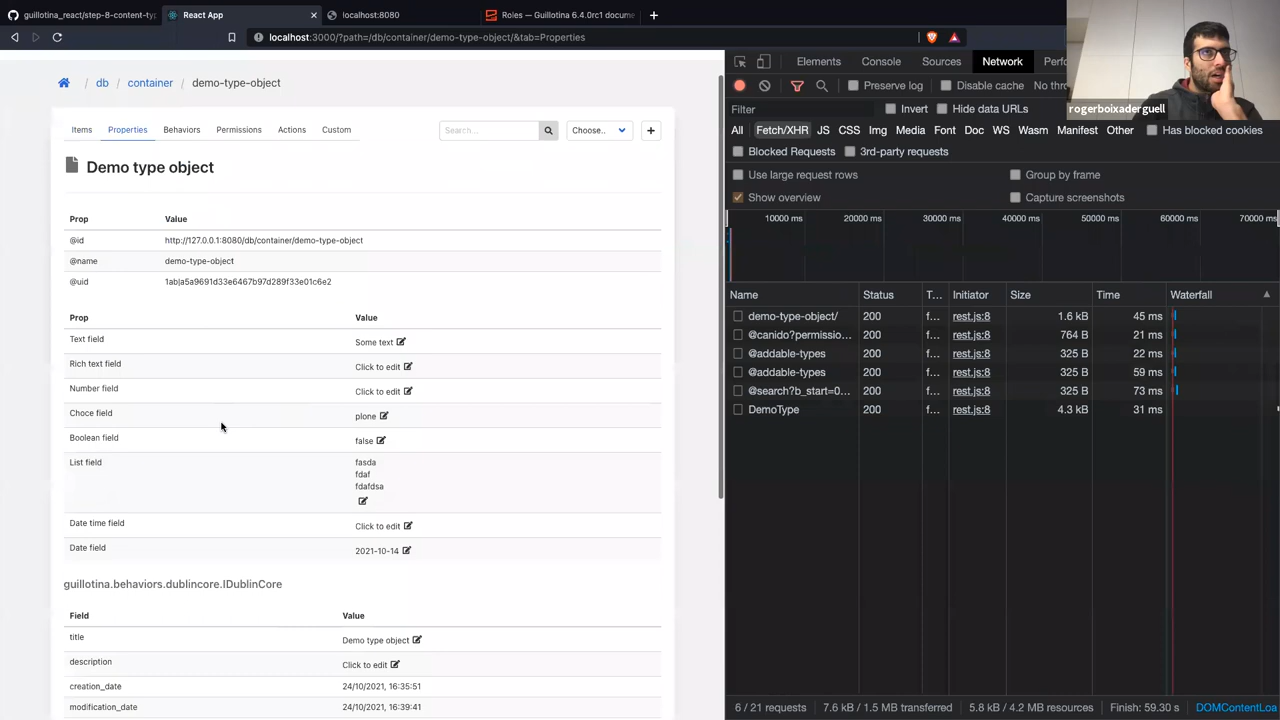 guillotina_react/step-8-content-typ
React App
localhost:8080
Roles — Guillotina 6.4.0rc1 docume
localhost:3000/?path=/db/container/demo-type-object/&tab=Properties
db / container / demo-type-object
Items Properties Behaviors Permissions Actions Custom
Search...
Choose..
Demo type object
Prop Value
@id http://127.0.0.1:8080/db/container/demo-type-object
@name demo-type-object
@uid 1ab|a5a9691d33e6467b97d289f33e01c6e2
Prop Value
Text field Some text
Rich text field Click to edit
Number field Click to edit
Choce field plone
Boolean field false
List field fasda
fdaf
fdafdsa
Date time field Click to edit
Date field 2021-10-14
guillotina.behaviors.dublincore.IDublinCore
Field Value
title Demo type object
description Click to edit
creation_date 24/10/2021, 16:35:51
modification_date 24/10/2021, 16:39:41
Elements Console Sources Network Perfo
Preserve log Disable cache No thro
rogerboixaderguell
Filter Invert Hide data URLs
All Fetch/XHR JS CSS Img Media Font Doc WS Wasm Manifest Other Has blocked cookies
Blocked Requests 3rd-party requests
Use large request rows Group by frame
Show overview Capture screenshots
10000 ms 20000 ms 30000 ms 40000 ms 50000 ms 60000 ms 70000 ms
Name Status T... Initiator Size Time Waterfall
demo-type-object/ 200 f... rest.js:8 1.6 kB 45 ms
@canido?permissio... 200 f... rest.js:8 764 B 21 ms
@addable-types 200 f... rest.js:8 325 B 22 ms
@addable-types 200 f... rest.js:8 325 B 59 ms
@search?b_start=0... 200 f... rest.js:8 325 B 73 ms
DemoType 200 f... rest.js:8 4.3 kB 31 ms
6 / 21 requests 7.6 kB / 1.5 MB transferred 5.8 kB / 4.2 MB resources Finish: 59.30 s DOMContentLoa